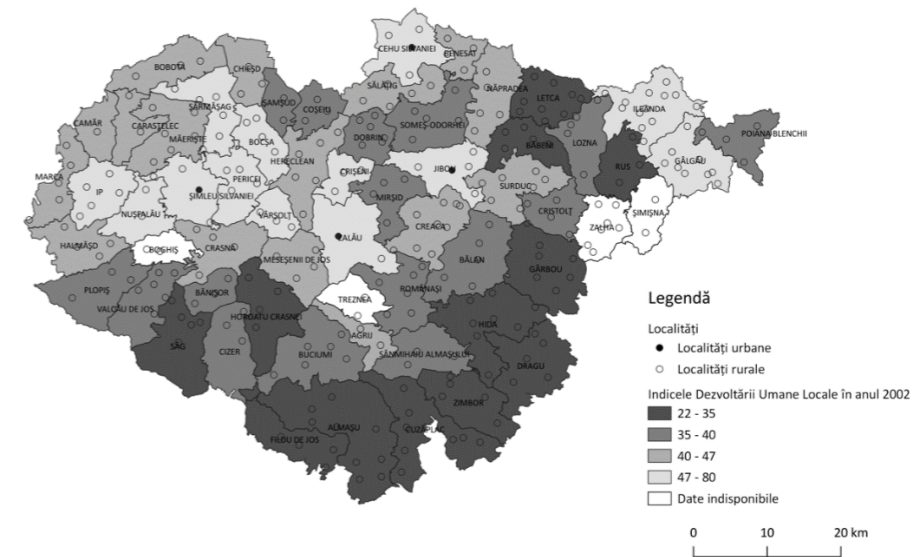 CEHU SILVANIEI
BENESAT
BOBOTA
CHIEȘD
SĂLĂȚIG
NĂPRADEA
LETCA
ILEANDA
SĂRMĂȘAG
ȘAMȘUD
COȘEIU
CAMĂR
CARASTELEC
SOMEȘ-ODORHEI
POIANA BLENCHII
MĂERIȘTE
BOCȘA
DOBRIN
BĂBENI
LOZNA
HERECLEAN
RUS
GÂLGĂU
MARCA
PERICEI
CRIȘENI
JIBOU
IP
ȘIMLEU SILVANIEI
MIRȘID
SURDUC
NUȘFALĂU
VÂRȘOLȚ
CRISTOLȚ
ȘIMIȘNA
CREACA
ZALHA
ZALĂU
HALMĂȘD
BOGHIȘ
CRASNA
MESEȘENII DE JOS
BĂLAN
GÂRBOU
PLOPIȘ
BĂNIȘOR
ROMÂNAȘI
TREZNEA
VALCĂU DE JOS
HOROATU CRASNEI
HIDA
AGRIJ
SÂG
CIZER
BUCIUMI
SÂNMIHAIU ALMAȘULUI
DRAGU
ZIMBOR
ALMAȘU
CUZĂPLAC
FILDU DE JOS
Legendă
Localități
Localități urbane
Localități rurale
Indicele Dezvoltării Umane Locale în anul 2002
22 - 35
35 - 40
40 - 47
47 - 80
Date indisponibile
0 10 20 km